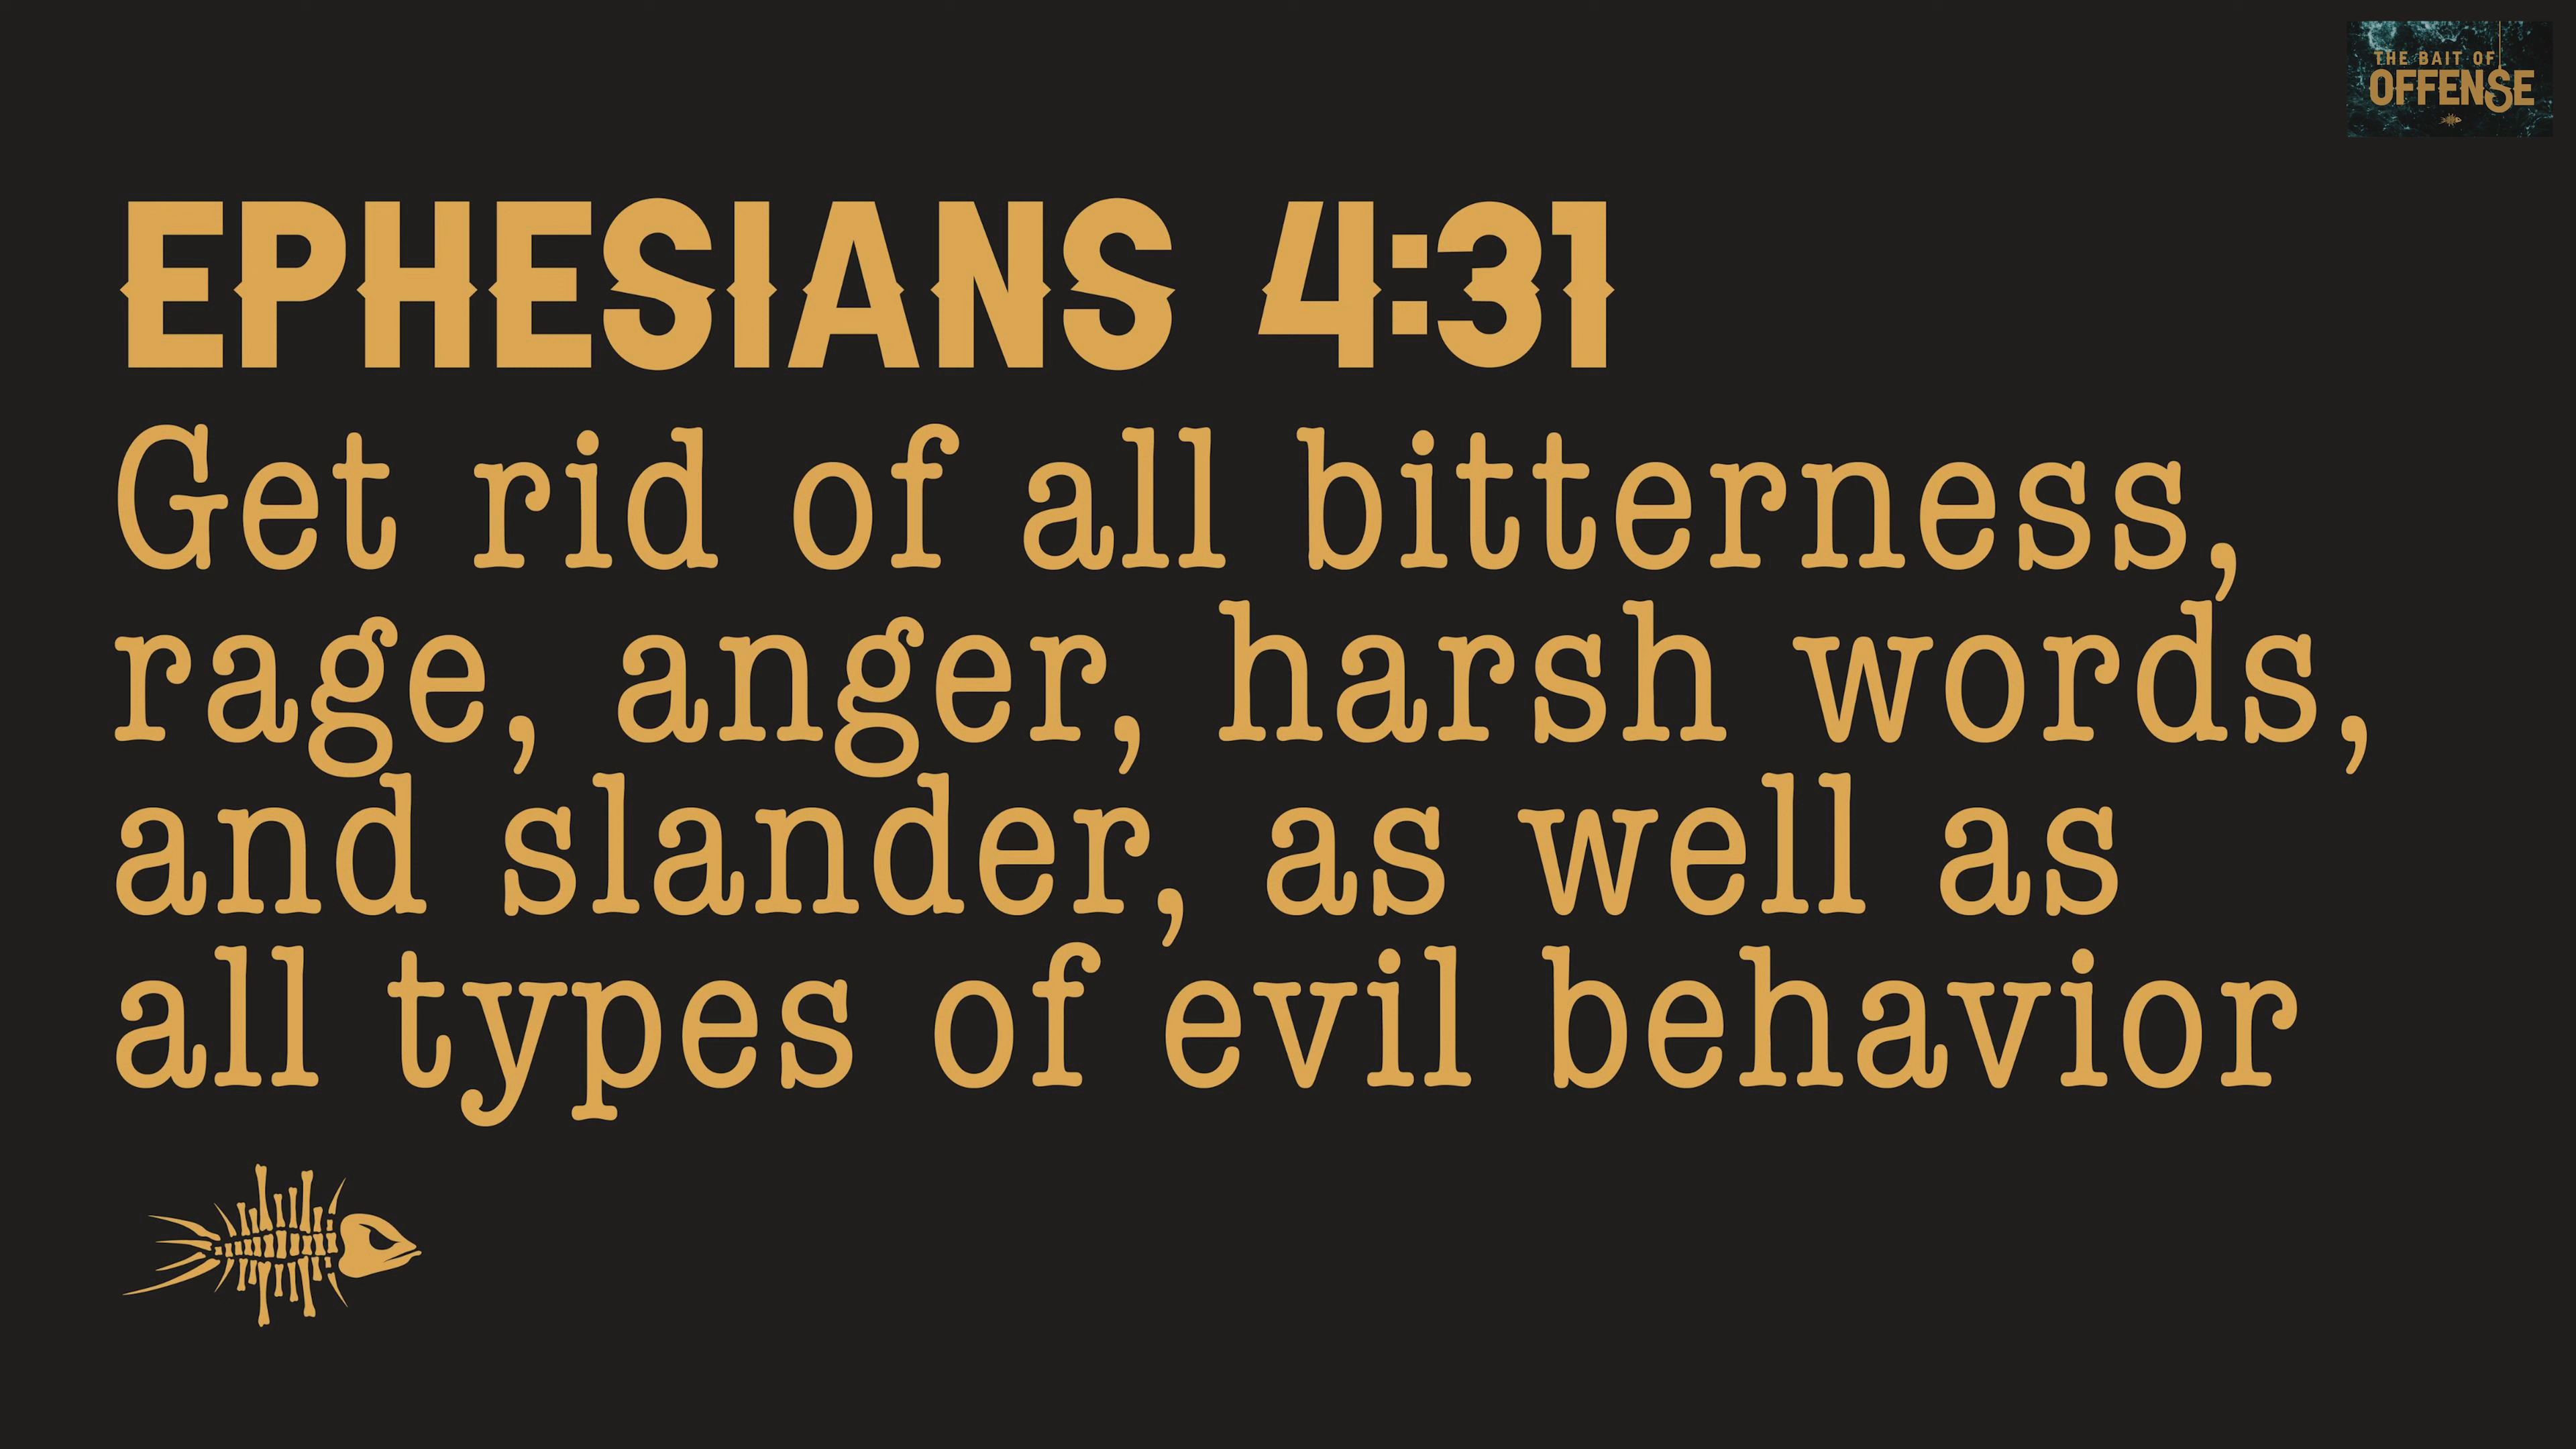 THE BAIT OF
OFFENSE
EPHESIANS 4:31
Get rid of all bitterness,
rage, anger, harsh words,
and slander, as well as
all types of evil behavior